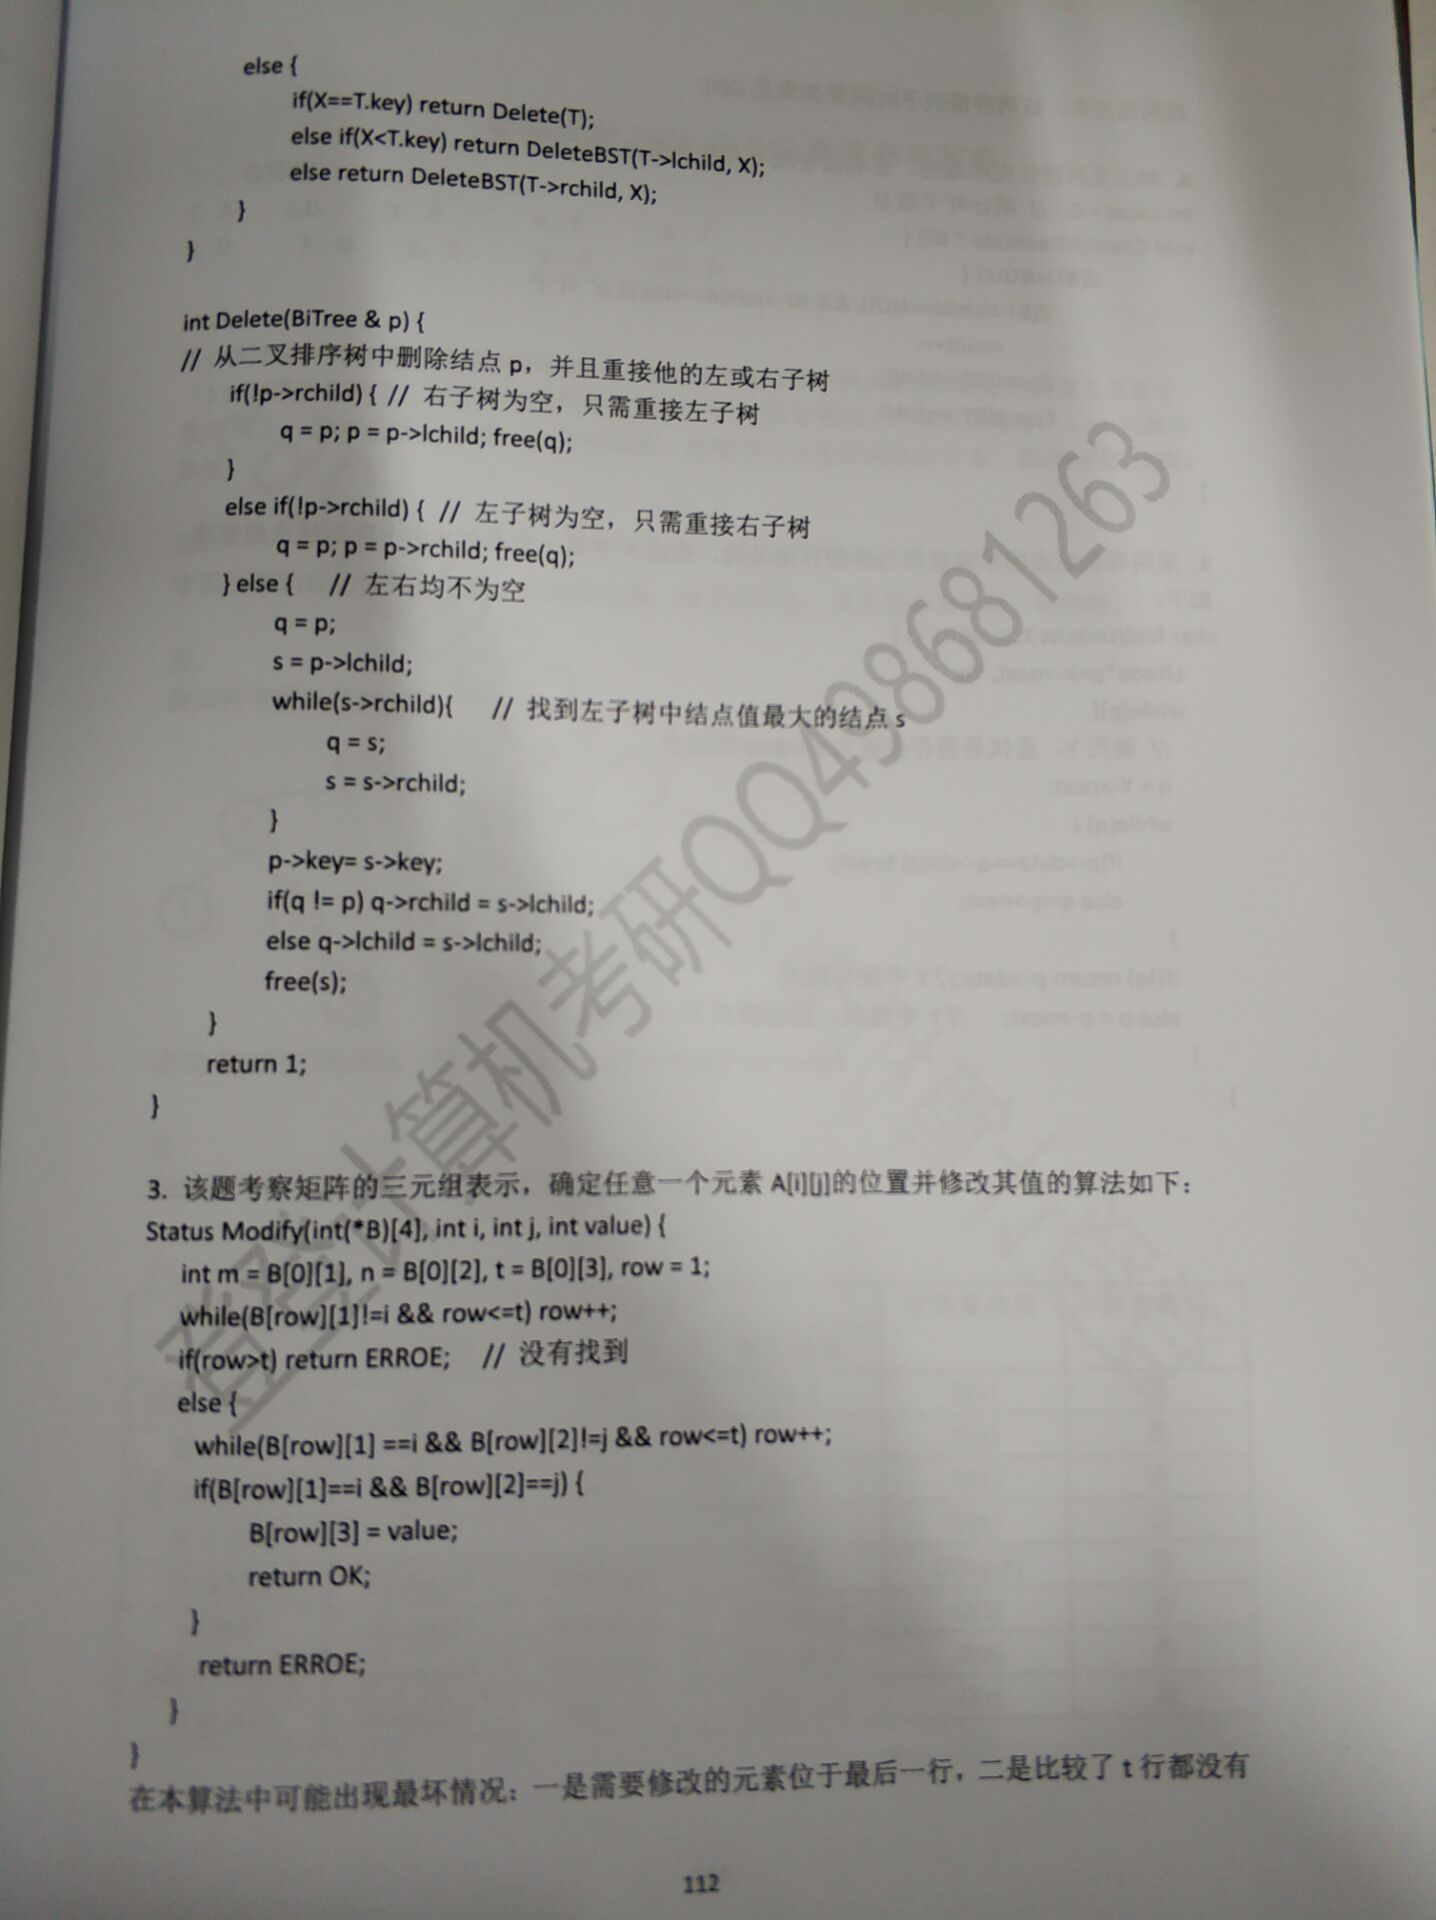 else {
if(X==T.key) return Delete(T);
else if(X<T.key) return DeleteBST(T->lchild, X);
else return DeleteBST(T->rchild, X);
}
}
int Delete(BiTree & p) {
// 从二叉排序树中删除结点 p，并且重接他的左或右子树
if(!p->rchild) { // 右子树为空，只需重接左子树
q = p; p = p->lchild; free(q);
}
else if(!p->rchild) { // 左子树为空，只需重接右子树
q = p; p = p->rchild; free(q);
} else { // 左右均不为空
q = p;
s = p->lchild;
while(s->rchild){ // 找到左子树中结点值最大的结点 s
q = s;
s = s->rchild;
}
p->key= s->key;
if(q != p) q->rchild = s->lchild;
else q->lchild = s->lchild;
free(s);
}
return 1;
}
3. 该题考察矩阵的三元组表示，确定任意一个元素 A[i][j]的位置并修改其值的算法如下：
Status Modify(int(*B)[4], int i, int j, int value) {
int m = B[0][1], n = B[0][2], t = B[0][3], row = 1;
while(B[row][1]!=i && row<=t) row++;
if(row>t) return ERROE; // 没有找到
else {
while(B[row][1] ==i && B[row][2]!=j && row<=t) row++;
if(B[row][1]==i && B[row][2]==j) {
B[row][3] = value;
return OK;
}
return ERROE;
}
}
在本算法中可能出现最坏情况：一是需要修改的元素位于最后一行，二是比较了 t 行都没有
112
计算机考研QQ498681263